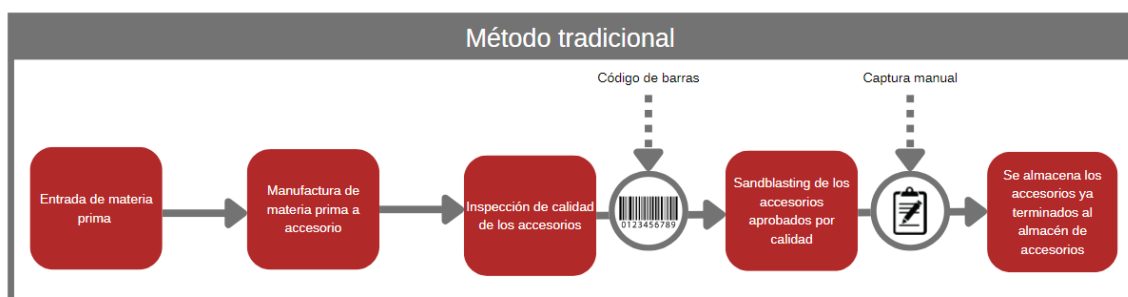 Método tradicional
Código de barras
Captura manual
Entrada de materia
prima
Manufactura de
materia prima a
accesorio
Inspección de calidad
de los accesorios
0123456789
Sandblasting de los
accesorios
aprobados por
calidad
Se almacena los
accesorios ya
terminados al
almacén de
accesorios